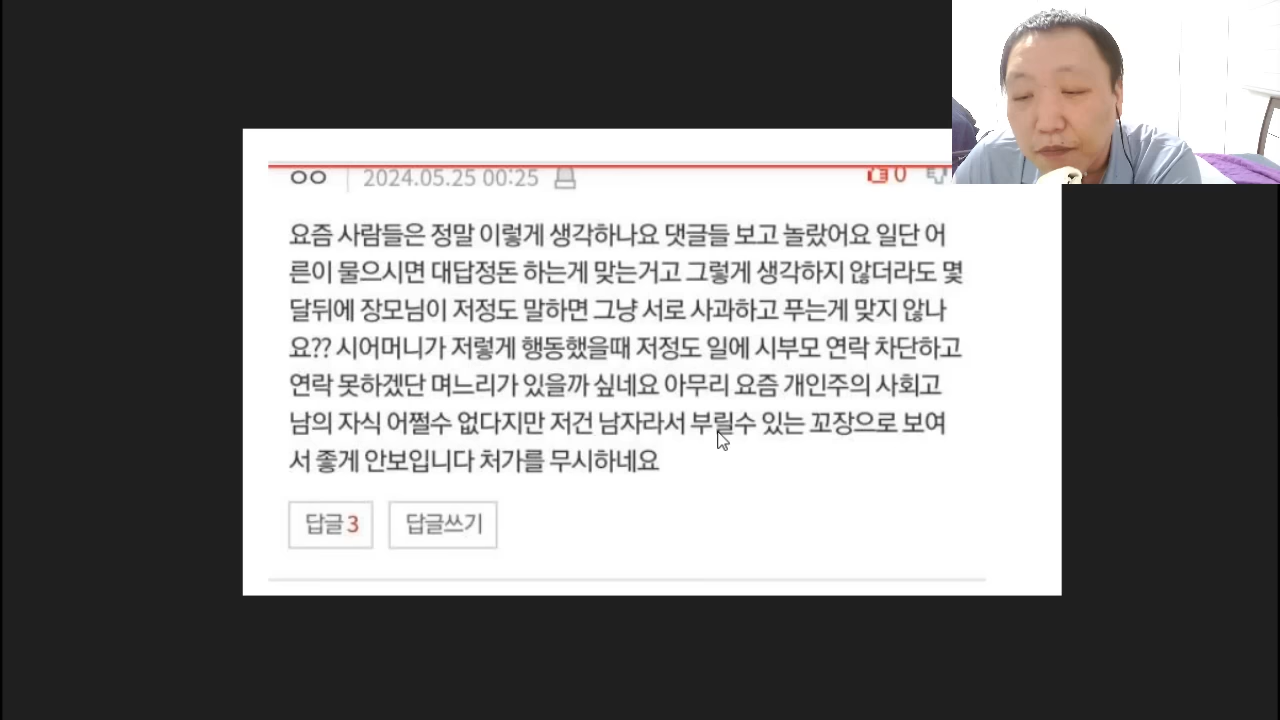 ㅇㅇ 2024.05.25 00:25 0
요즘 사람들은 정말 이렇게 생각하나요 댓글들 보고 놀랐어요 일단 어
른이 물으시면 대답정돈 하는게 맞는거고 그렇게 생각하지 않더라도 몇
달뒤에 장모님이 저정도 말하면 그냥 서로 사과하고 푸는게 맞지 않나
요?? 시어머니가 저렇게 행동했을때 저정도 일에 시부모 연락 차단하고
연락 못하겠단 며느리가 있을까 싶네요 아무리 요즘 개인주의 사회고
남의 자식 어쩔수 없다지만 저건 남자라서 부릴수 있는 꼬장으로 보여
서 좋게 안보입니다 처가를 무시하네요
답글 3 답글쓰기